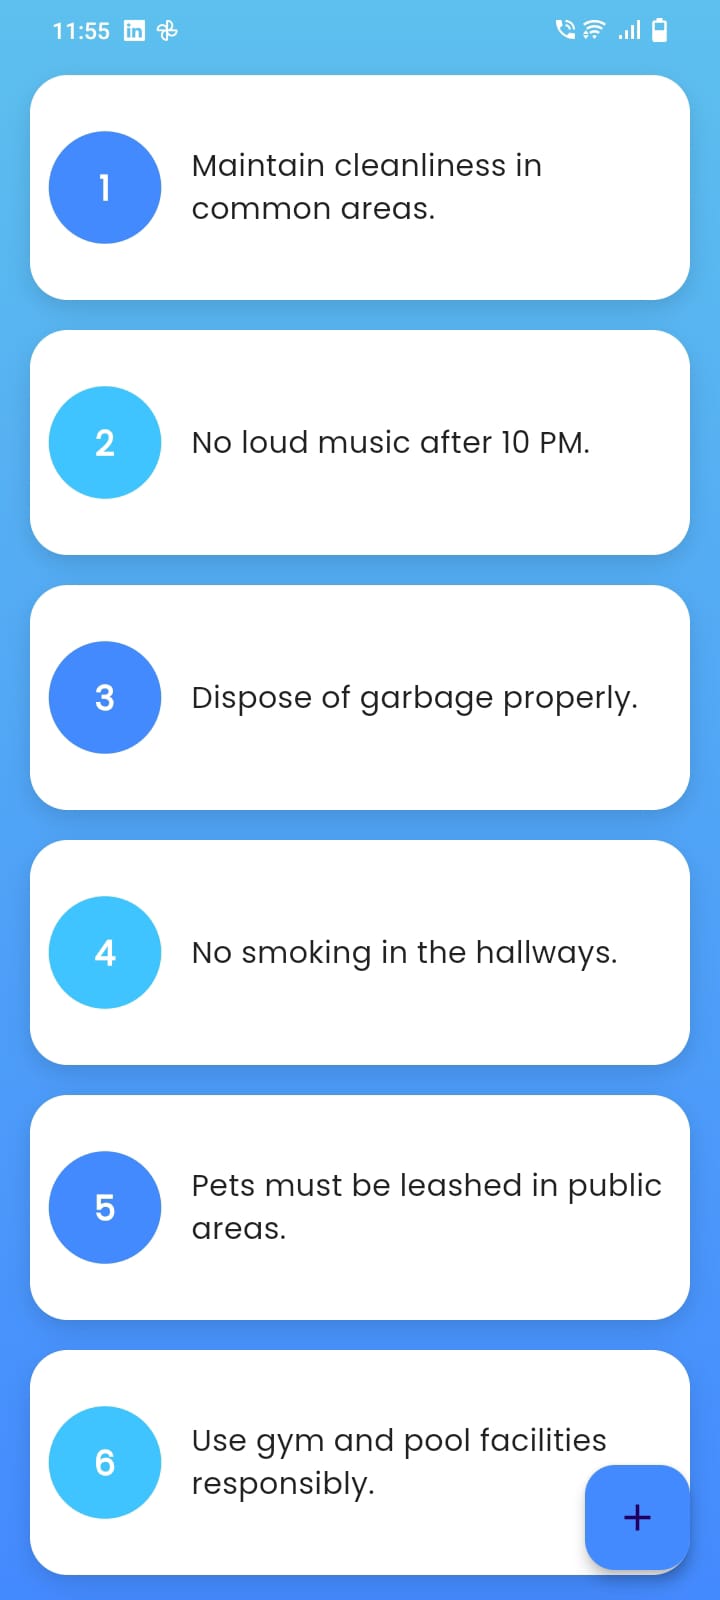 11:55
1
Maintain cleanliness in
common areas.
2
No loud music after 10 PM.
3
Dispose of garbage properly.
4
No smoking in the hallways.
5
Pets must be leashed in public
areas.
6
Use gym and pool facilities
responsibly.
+